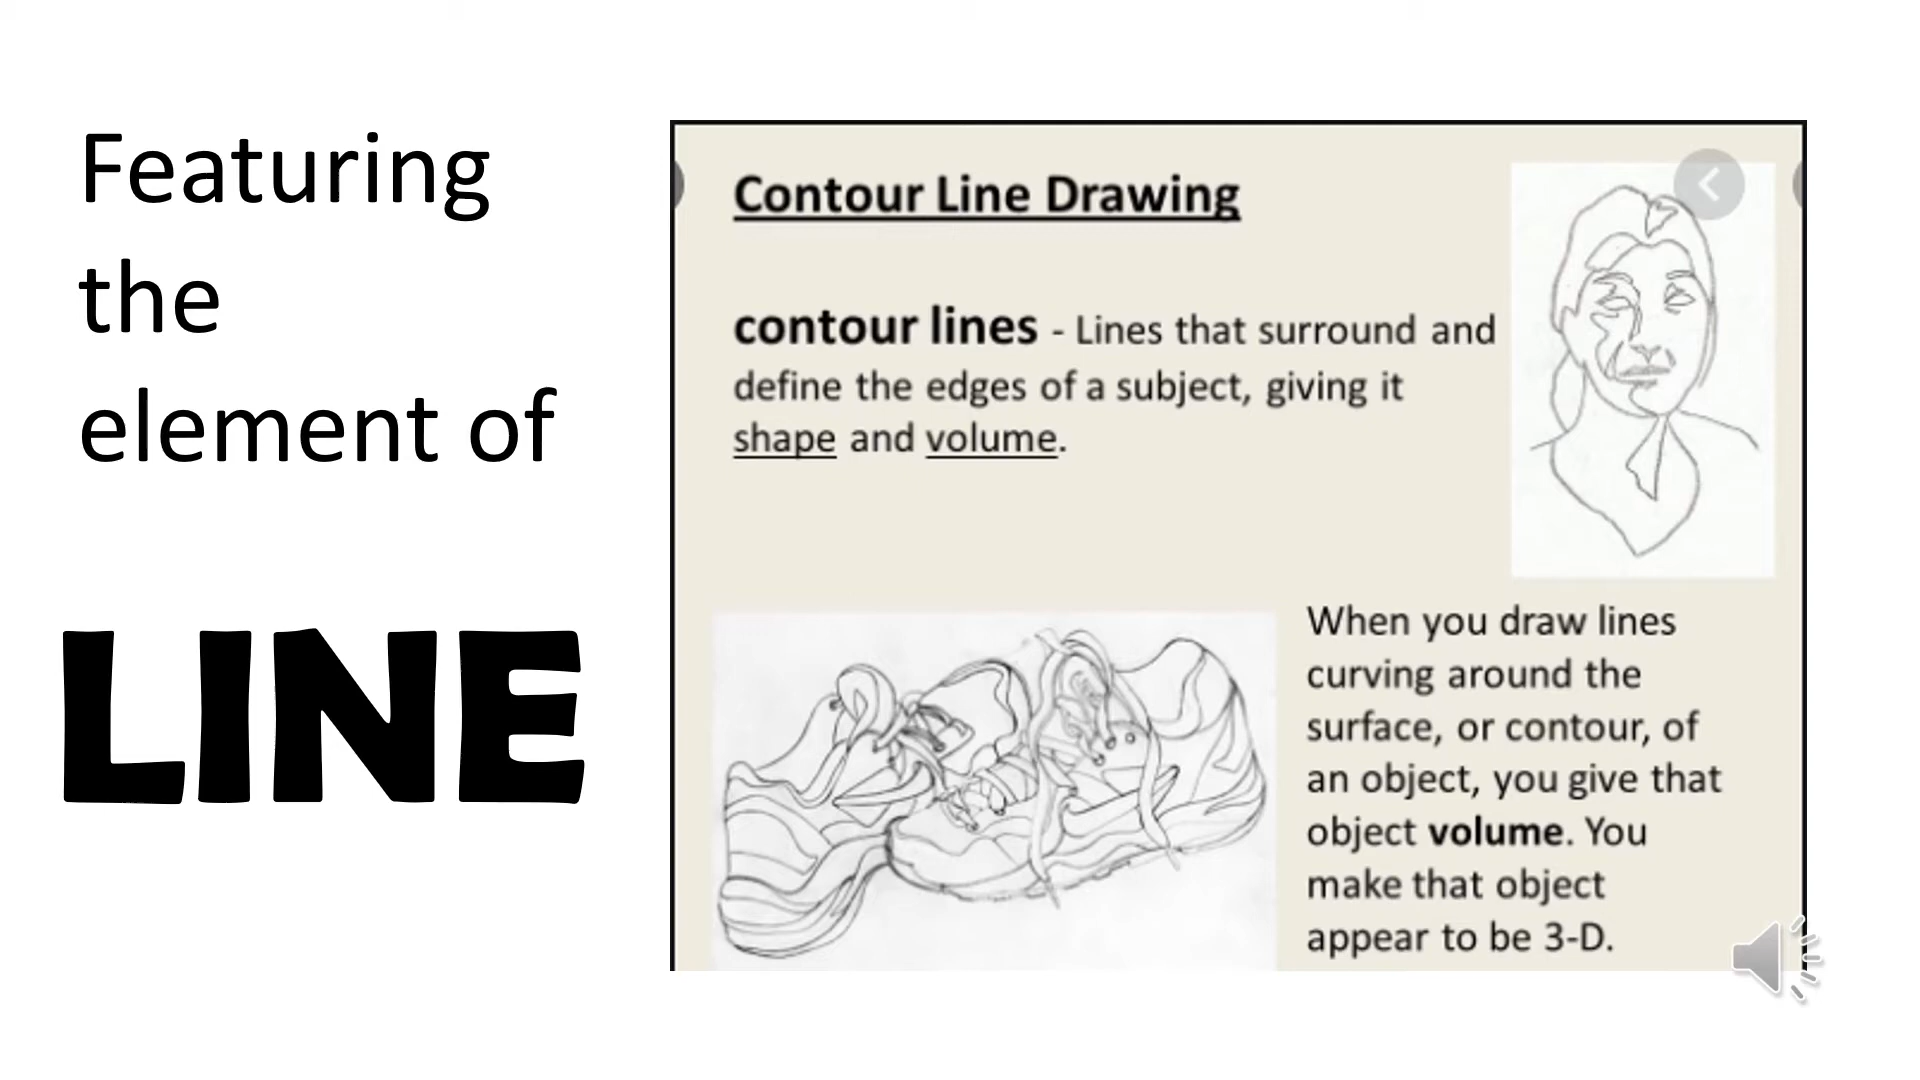 Featuring
the
element of
LINE
Contour Line Drawing
contour lines - Lines that surround and
define the edges of a subject, giving it
shape and volume.
When you draw lines
curving around the
surface, or contour, of
an object, you give that
object volume. You
make that object
appear to be 3-D.